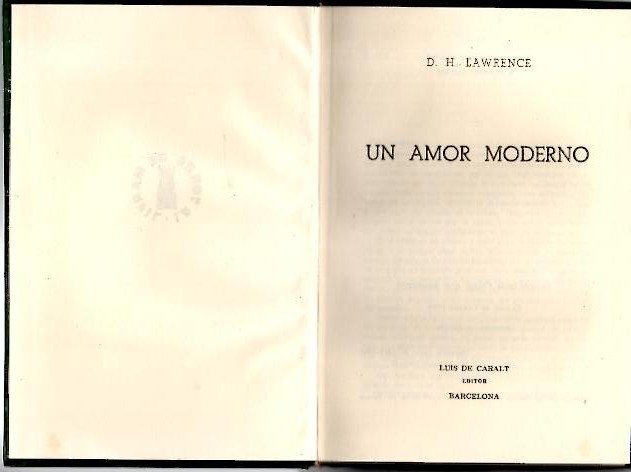 D. H. LAWRENCE
UN AMOR MODERNO
LUIS DE CARALT
EDITOR
BARCELONA